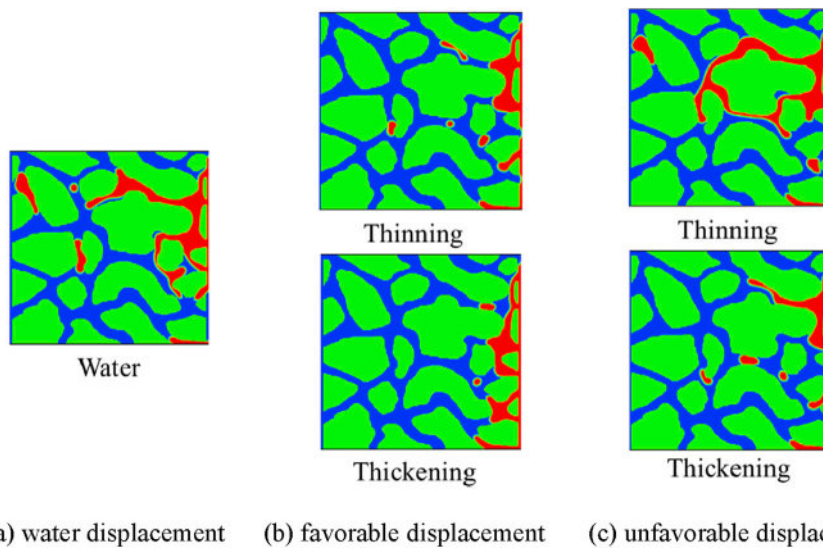 Thinning
Thinning
Water
Thickening
Thickening
a) water displacement (b) favorable displacement (c) unfavorable displac